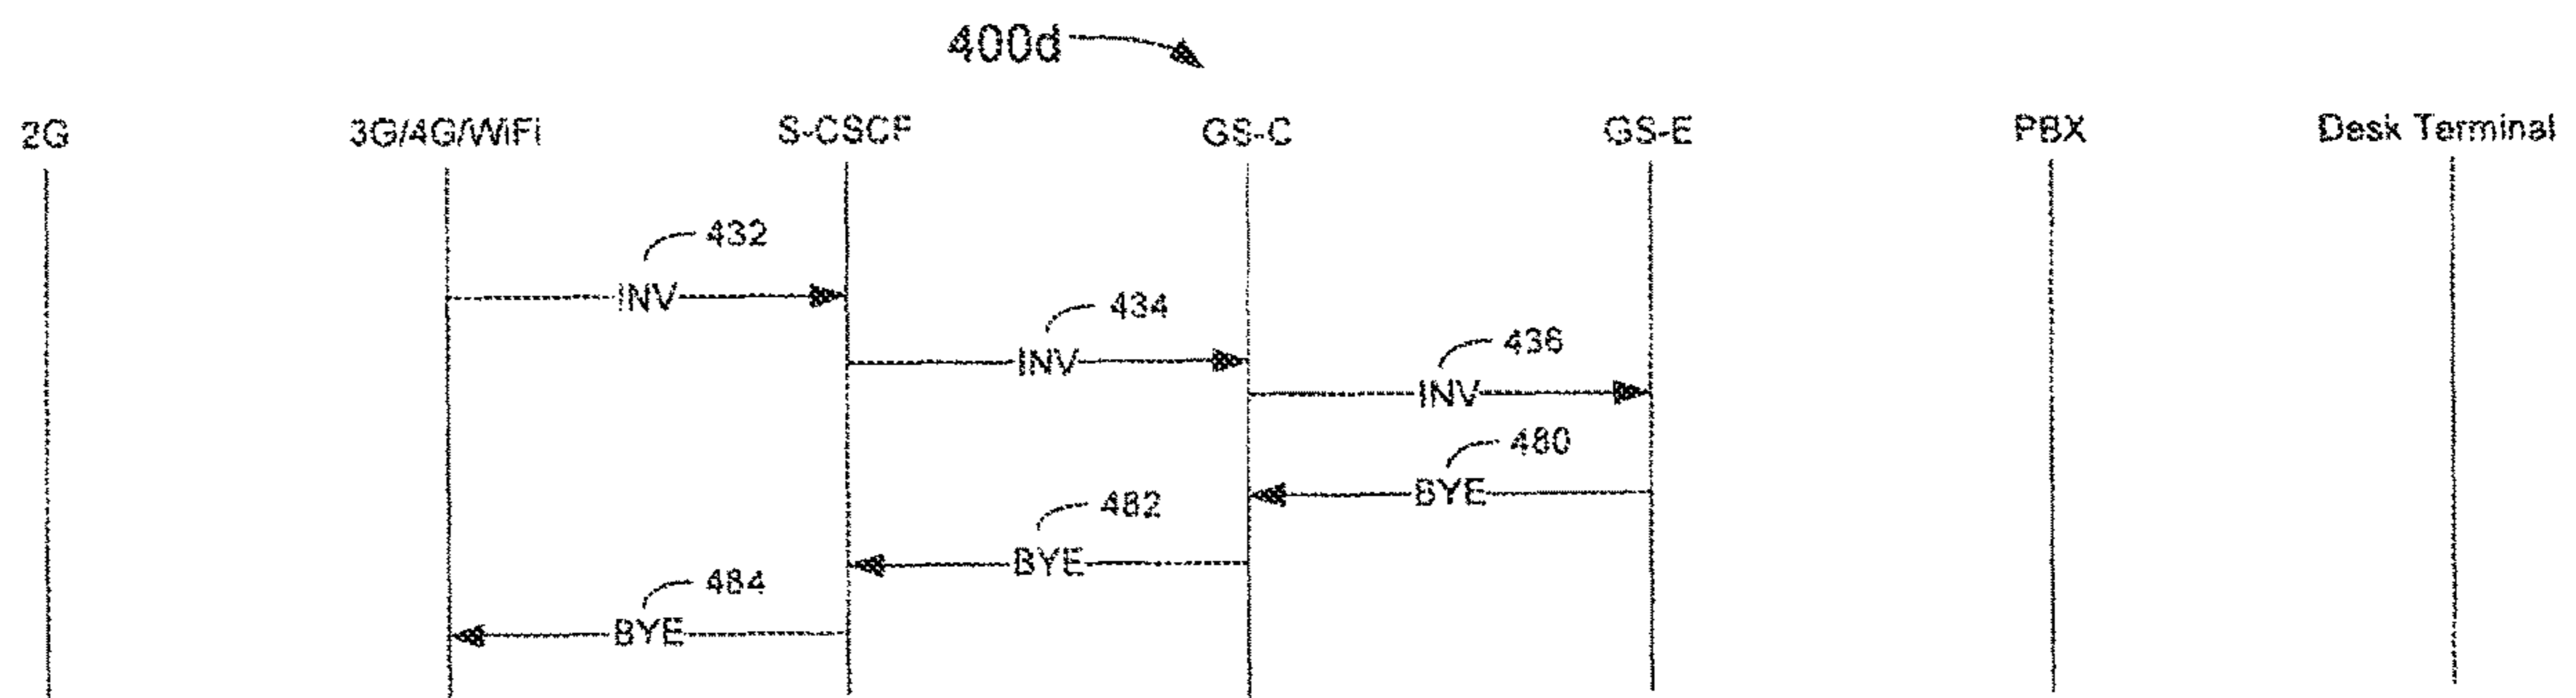 400d
2G 3G/4G/WiFi S-CSCF GS-C GS-E PBX Desk Terminal
432
INV
434
INV
436
INV
480
BYE
482
BYE
484
BYE